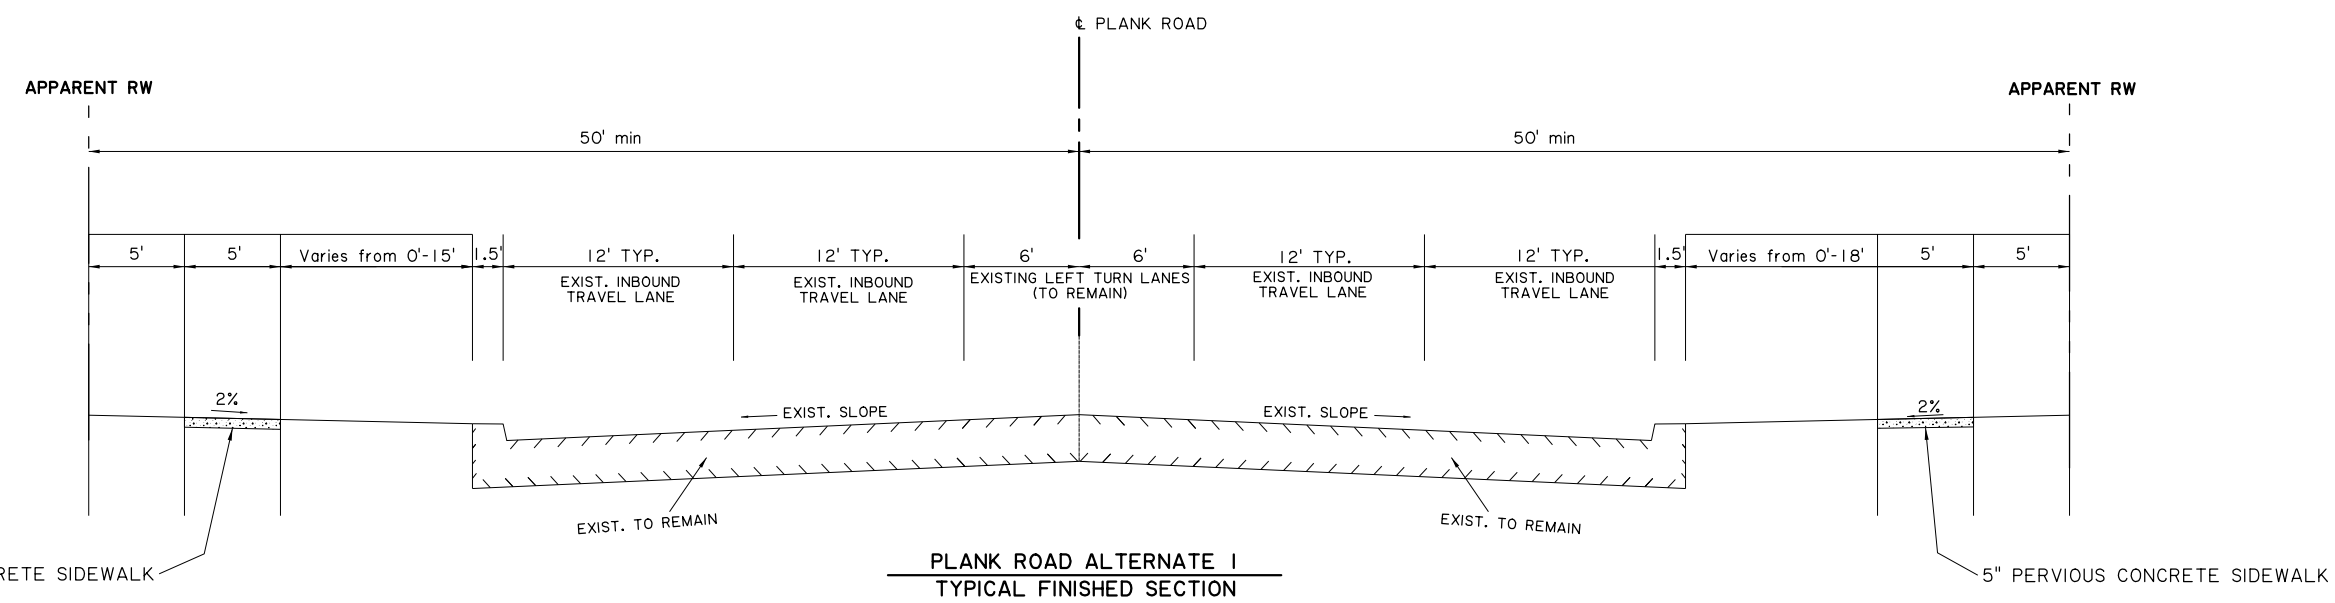 ℄ PLANK ROAD
APPARENT RW
APPARENT RW
50' min
50' min
5'
5'
Varies from 0'-15'
1.5'
12' TYP.
12' TYP.
6'
6'
12' TYP.
12' TYP.
1.5'
Varies from 0'-18'
5'
5'
EXIST. INBOUND
TRAVEL LANE
EXIST. INBOUND
TRAVEL LANE
EXISTING LEFT TURN LANES
(TO REMAIN)
EXIST. INBOUND
TRAVEL LANE
EXIST. INBOUND
TRAVEL LANE
2%
EXIST. SLOPE
EXIST. SLOPE
2%
EXIST. TO REMAIN
EXIST. TO REMAIN
RETE SIDEWALK
5" PERVIOUS CONCRETE SIDEWALK
PLANK ROAD ALTERNATE 1
TYPICAL FINISHED SECTION